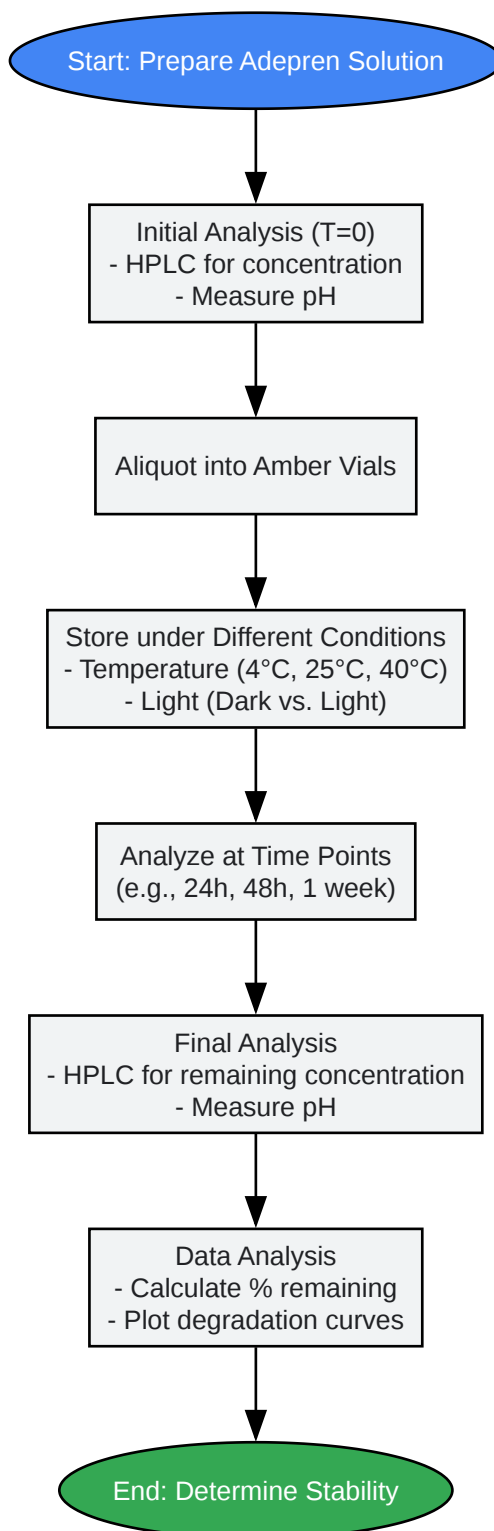 Start: Prepare Adepren Solution
Initial Analysis (T=0)
- HPLC for concentration
- Measure pH
Aliquot into Amber Vials
Store under Different Conditions
- Temperature (4°C, 25°C, 40°C)
- Light (Dark vs. Light)
Analyze at Time Points
(e.g., 24h, 48h, 1 week)
Final Analysis
- HPLC for remaining concentration
- Measure pH
Data Analysis
- Calculate % remaining
- Plot degradation curves
End: Determine Stability